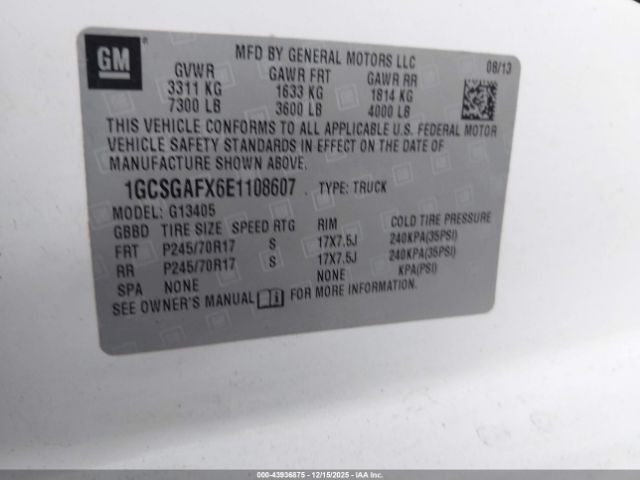 GM
MFD BY GENERAL MOTORS LLC
08/13
GVWR GAWR FRT GAWR RR
3311 KG 1633 KG 1814 KG
7300 LB 3600 LB 4000 LB
THIS VEHICLE CONFORMS TO ALL APPLICABLE U.S. FEDERAL MOTOR
VEHICLE SAFETY STANDARDS IN EFFECT ON THE DATE OF
MANUFACTURE SHOWN ABOVE.
1GCSGAFX6E1108607 TYPE: TRUCK
MODEL: G13405
GBBD TIRE SIZE SPEED RTG RIM COLD TIRE PRESSURE
FRT P245/70R17 S 17X7.5J 240KPA(35PSI)
RR P245/70R17 S 17X7.5J 240KPA(35PSI)
SPA NONE NONE KPA(PSI)
SEE OWNER'S MANUAL FOR MORE INFORMATION.
000-43936875 - 12/15/2025 - COPART IAA, Inc.